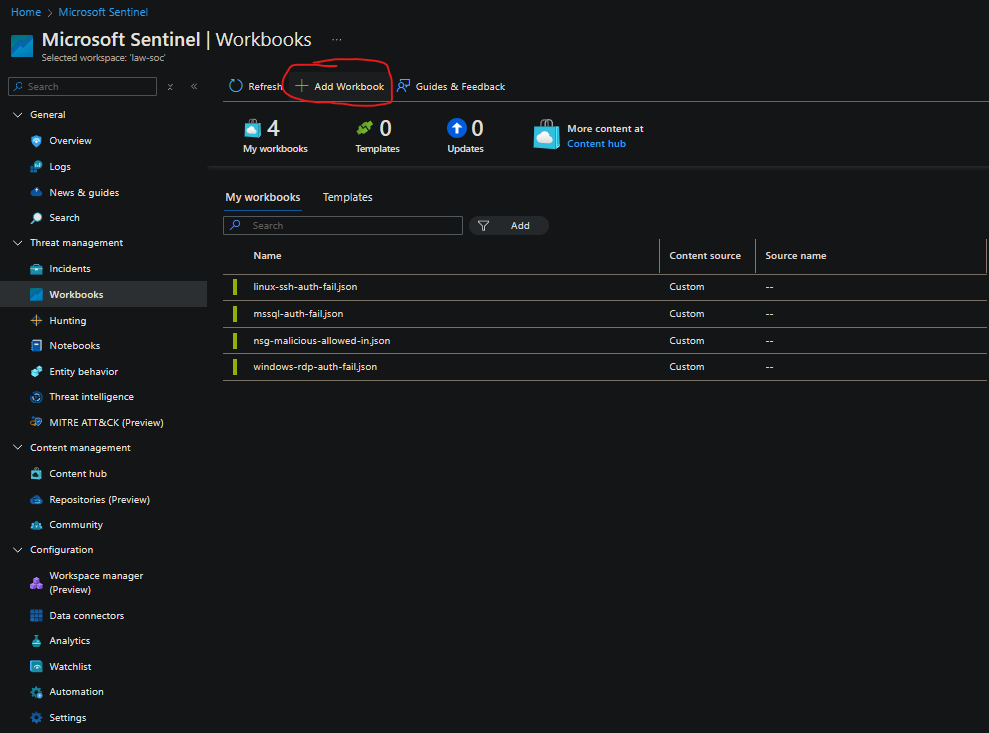 Home > Microsoft Sentinel
Microsoft Sentinel | Workbooks ...
Selected workspace: 'law-soc'
Search
«
General
Overview
Logs
News & guides
Search
Threat management
Incidents
Workbooks
Hunting
Notebooks
Entity behavior
Threat intelligence
MITRE ATT&CK (Preview)
Content management
Content hub
Repositories (Preview)
Community
Configuration
Workspace manager
(Preview)
Data connectors
Analytics
Watchlist
Automation
Settings
Refresh + Add Workbook Guides & Feedback
4 My workbooks
0 Templates
0 Updates
More content at
Content hub
My workbooks Templates
Search Add
Name Content source Source name
linux-ssh-auth-fail.json Custom --
mssql-auth-fail.json Custom --
nsg-malicious-allowed-in.json Custom --
windows-rdp-auth-fail.json Custom --